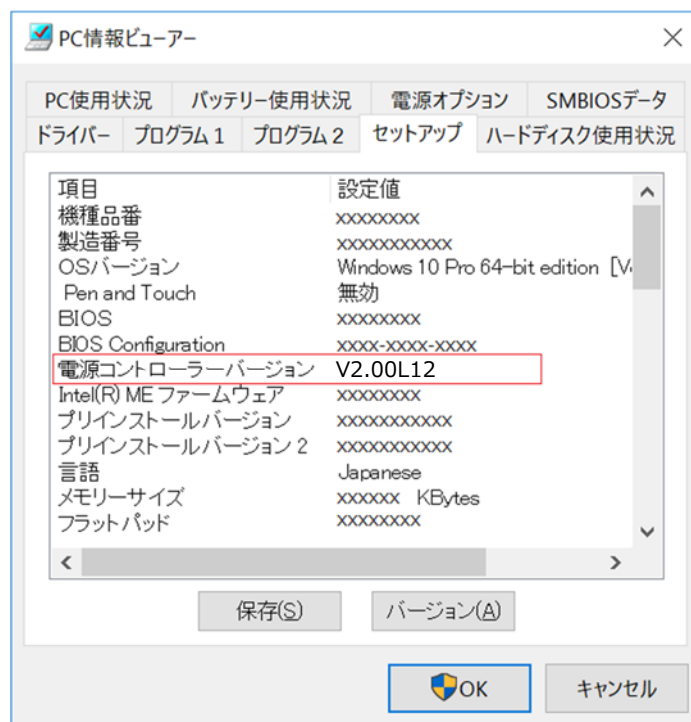 PC情報ビューアー
PC使用状況 バッテリー使用状況 電源オプション SMBIOSデータ
ドライバー プログラム1 プログラム2 セットアップ ハードディスク使用状況
項目 設定値
機種品番 xxxxxxxx
製造番号 xxxxxxxxxxx
OSバージョン Windows 10 Pro 64-bit edition [V
Pen and Touch 無効
BIOS xxxxxxxx
BIOS Configuration xxxx-xxxx-xxxx
電源コントローラーバージョン V2.00L12
Intel(R) ME ファームウェア xxxxxxxx
プリインストールバージョン xxxxxxxxxxx
プリインストールバージョン2 xxxxxxxxxxx
言語 Japanese
メモリーサイズ xxxxxx KBytes
フラットパッド xxxxxxxx
保存(S) バージョン(A)
OK キャンセル